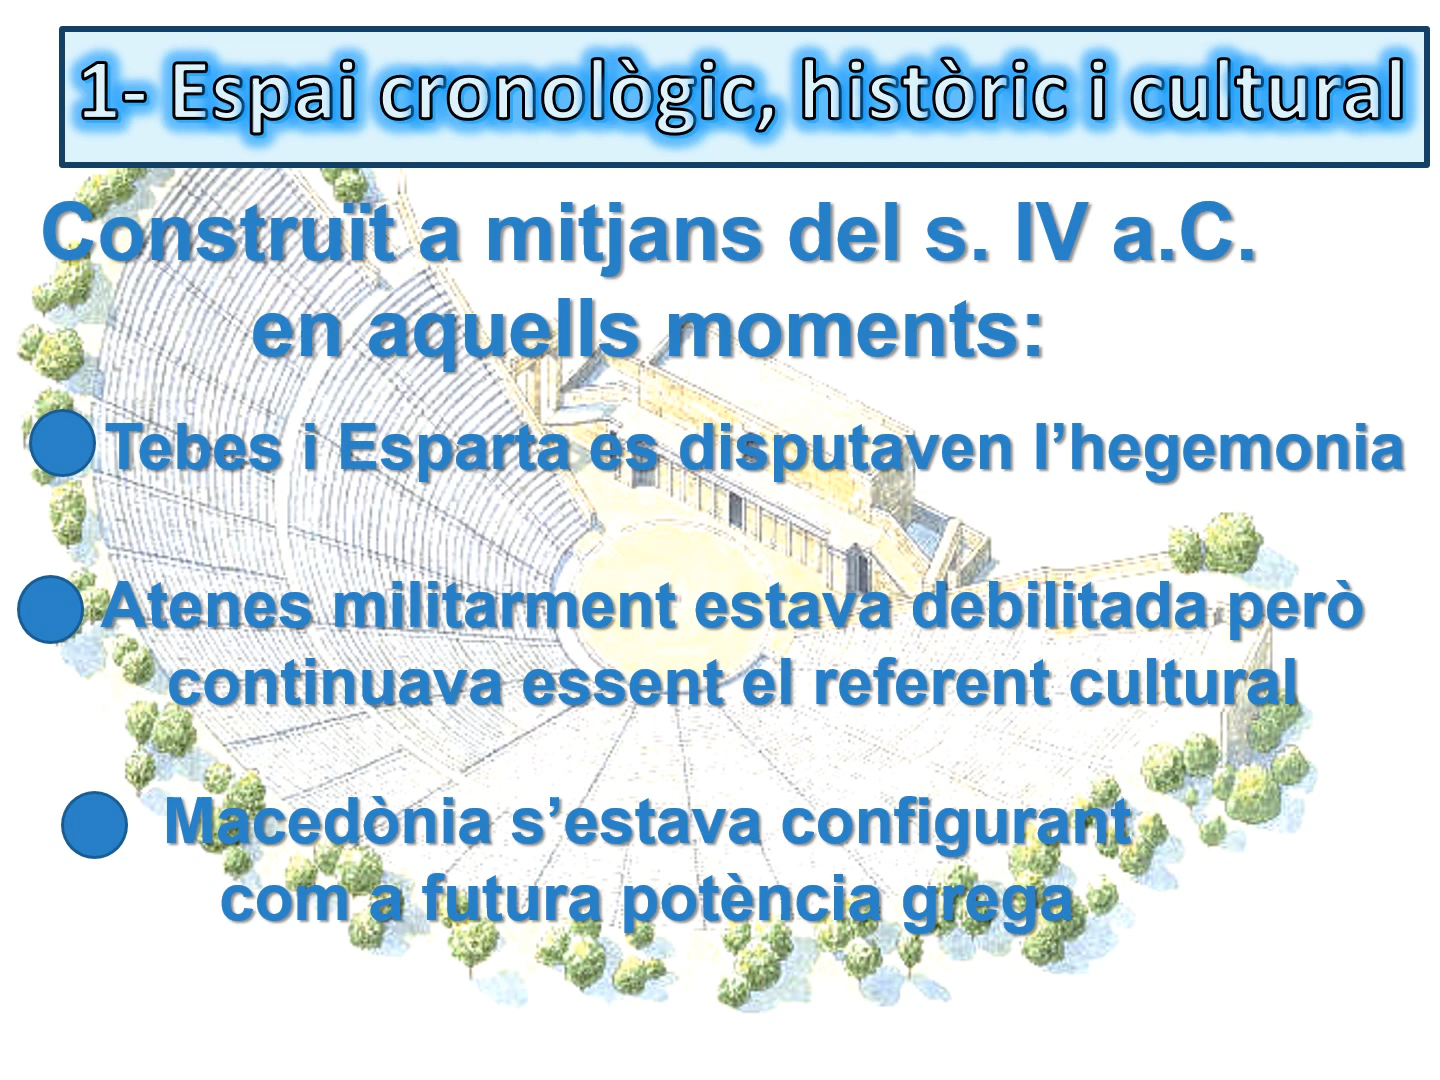 1- Espai cronològic, històric i cultural
Construït a mitjans del s. IV a.C.
en aquells moments:
Tebes i Esparta es disputaven l’hegemonia
Atenes militarment estava debilitada però
continuava essent el referent cultural
Macedònia s’estava configurant
com a futura potència grega